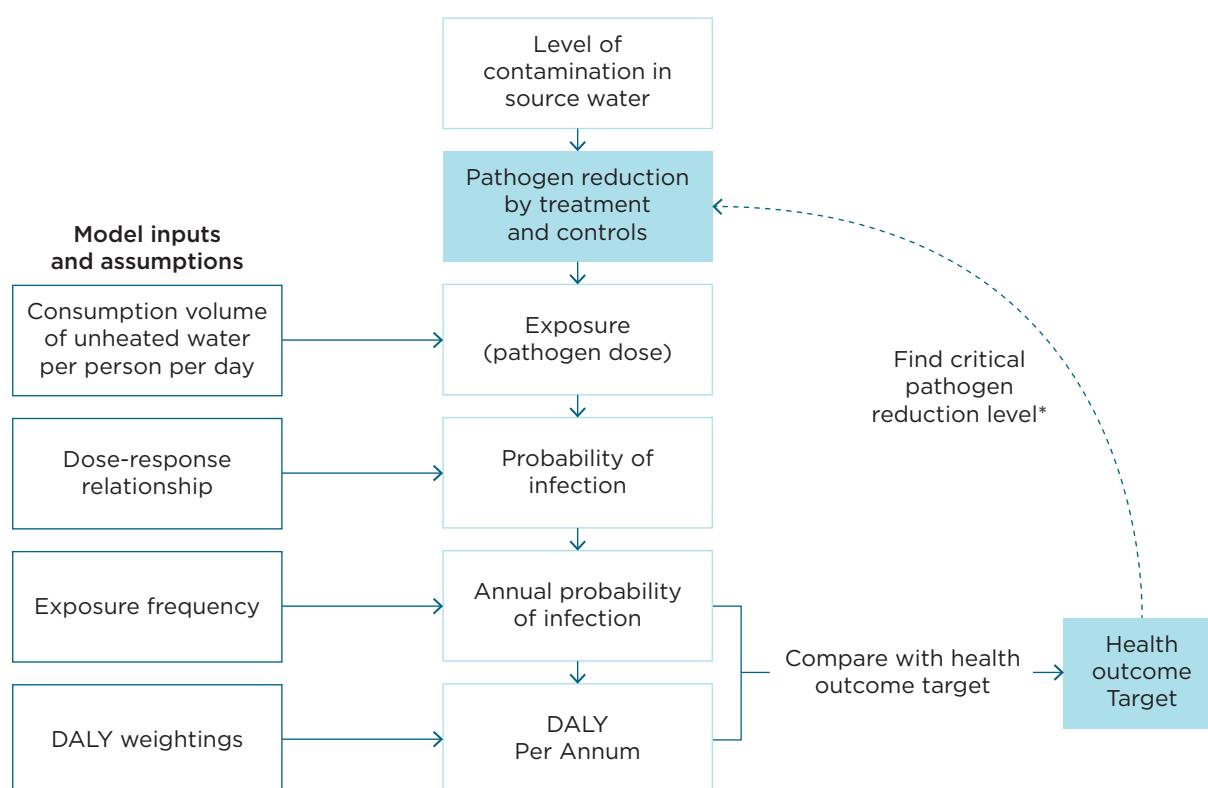 Level of
contamination in
source water
Pathogen reduction
by treatment
and controls
Model inputs
and assumptions
Consumption volume
of unheated water
per person per day
Exposure
(pathogen dose)
Find critical
pathogen
reduction level*
Dose-response
relationship
Probability of
infection
Exposure frequency
Annual probability
of infection
Compare with health
outcome target
Health
outcome
Target
DALY weightings
DALY
Per Annum